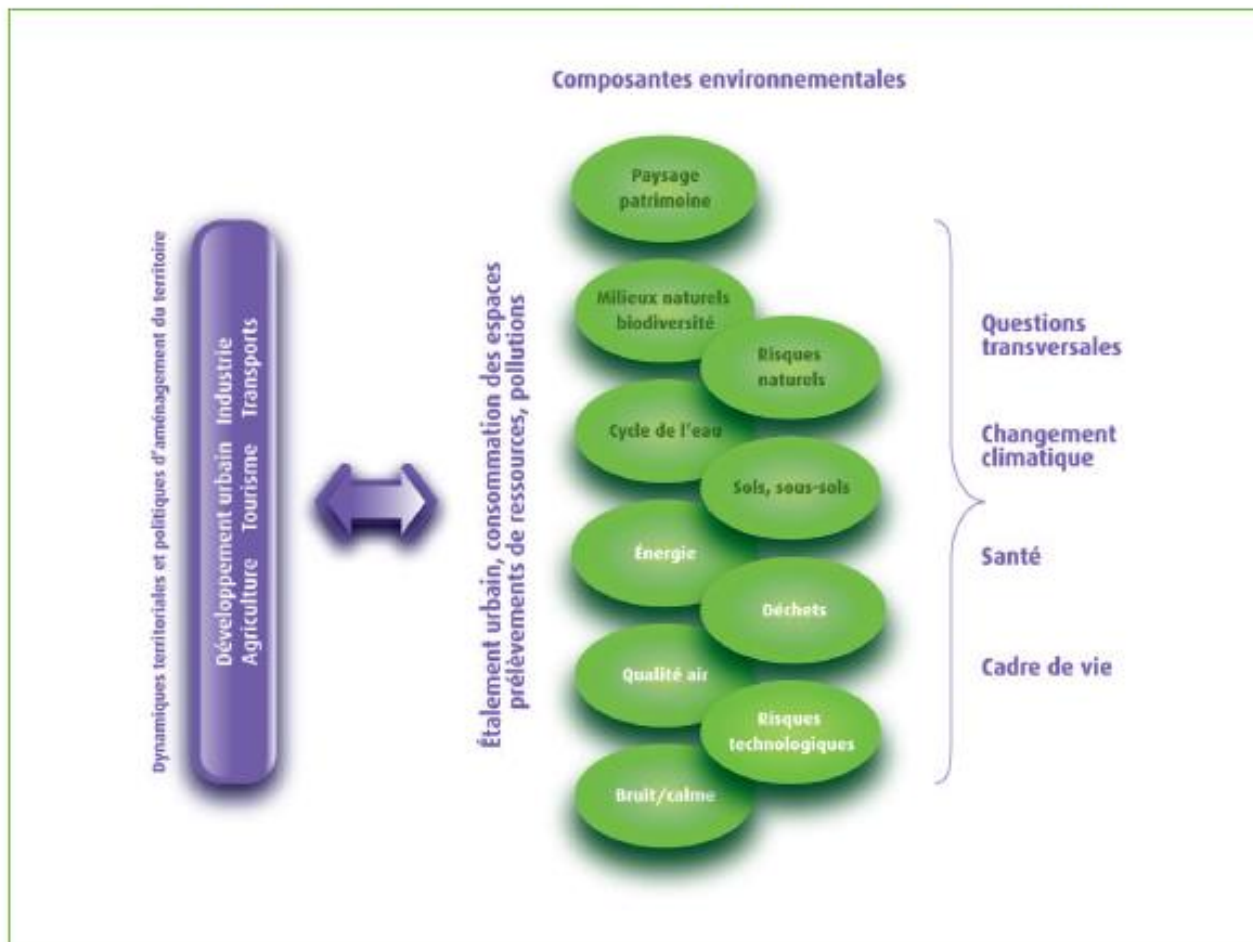 Composantes environnementales
Dynamiques territoriales et politiques d'aménagement du territoire
Développement urbain Industrie
Agriculture Tourisme Transports
Étalement urbain, consommation des espaces
prélèvements de ressources, pollutions
Paysage
patrimoine
Milieux naturels
biodiversité
Risques
naturels
Cycle de l'eau
Sols, sous-sols
Énergie
Déchets
Qualité air
Risques
technologiques
Bruit/calme
Questions
transversales
Changement
climatique
Santé
Cadre de vie